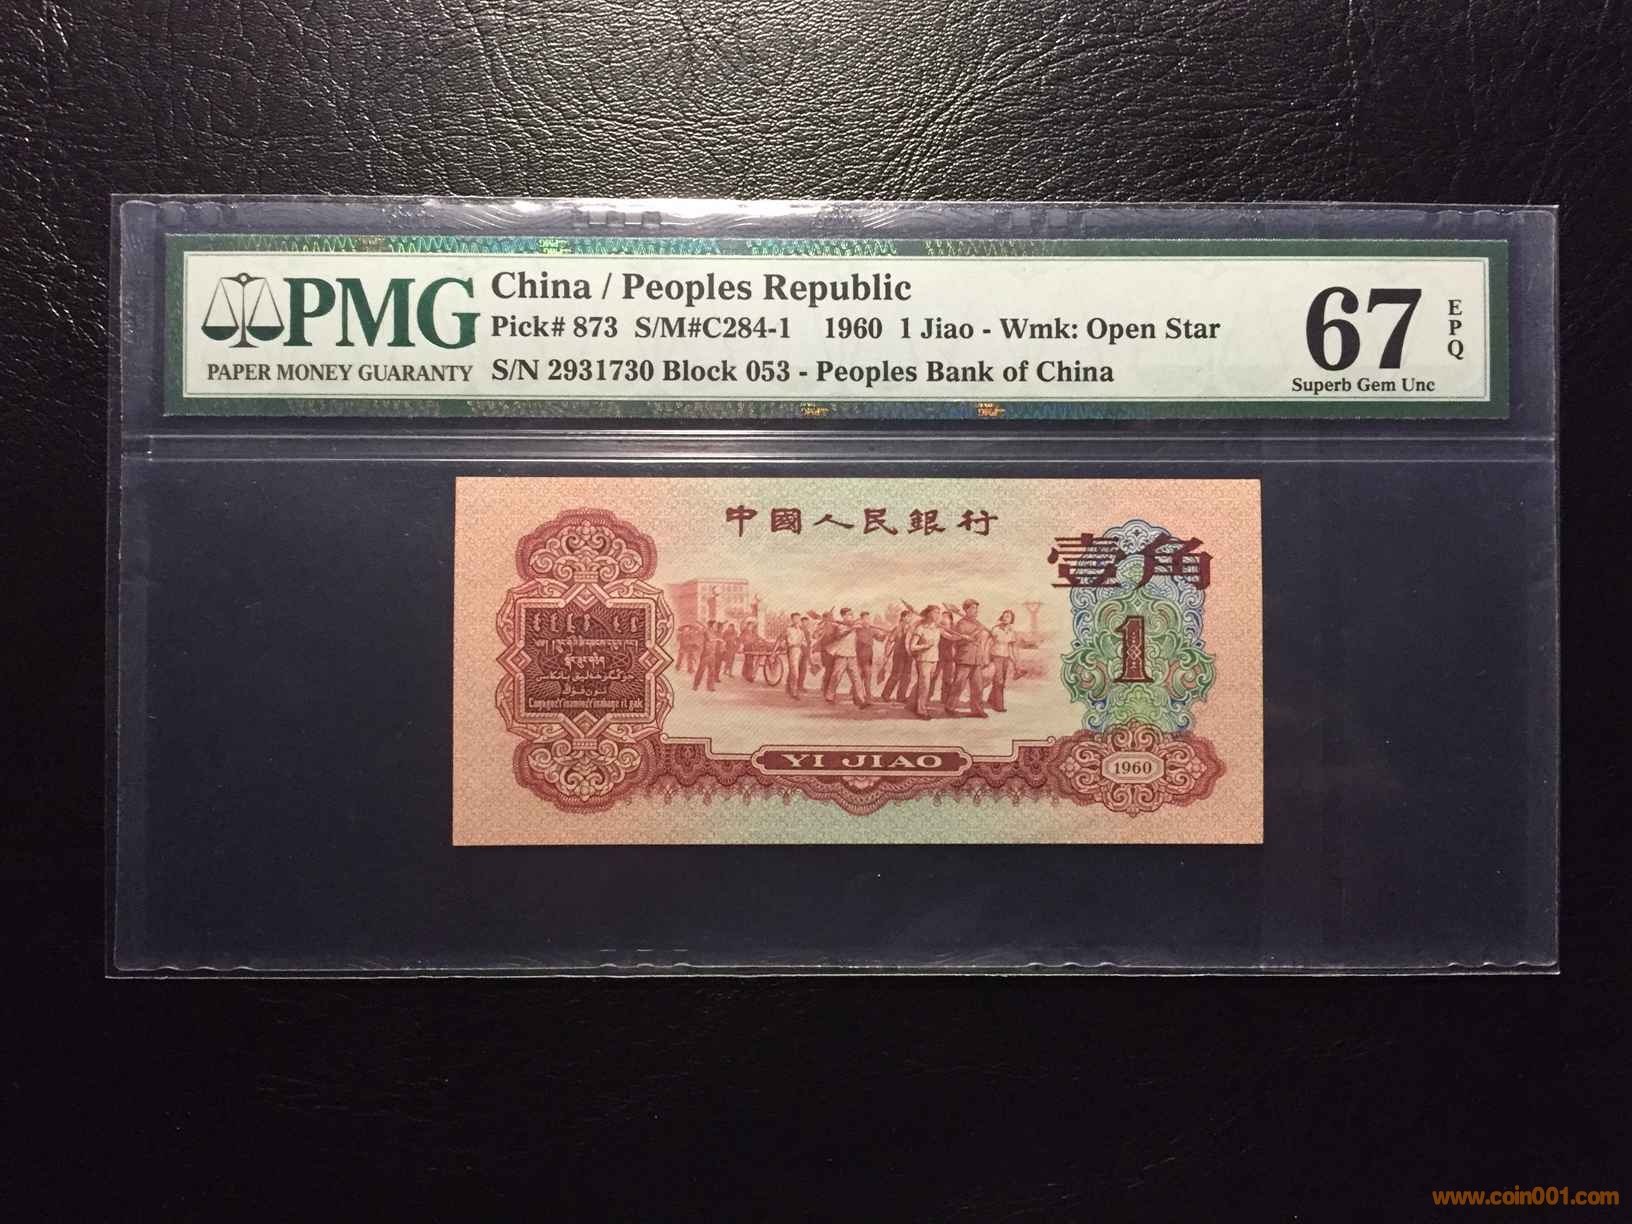 PMG
PAPER MONEY GUARANTY
China / Peoples Republic
Pick# 873 S/M#C284-1 1960 1 Jiao - Wmk: Open Star
S/N 2931730 Block 053 - Peoples Bank of China
67
EPQ
Superb Gem Unc
中國人民銀行
壹角
1
YI JIAO
1960
www.coin001.com